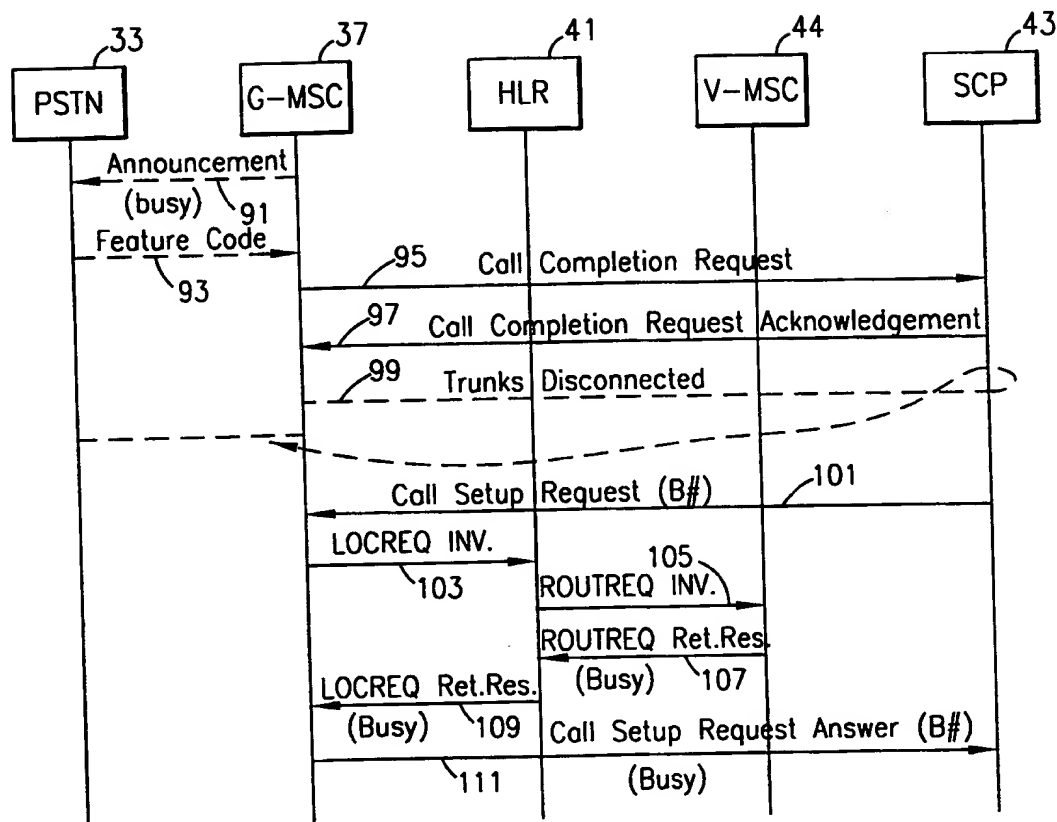 33
37
41
44
43
PSTN
G-MSC
HLR
V-MSC
SCP
Announcement
(busy)
91
Feature Code
93
95
Call Completion Request
97
Call Completion Request Acknowledgement
99
Trunks Disconnected
Call Setup Request (B#)
101
LOCREQ INV.
103
105
ROUTREQ INV.
ROUTREQ Ret.Res.
(Busy)
107
LOCREQ Ret.Res.
(Busy)
109
Call Setup Request Answer (B#)
111
(Busy)